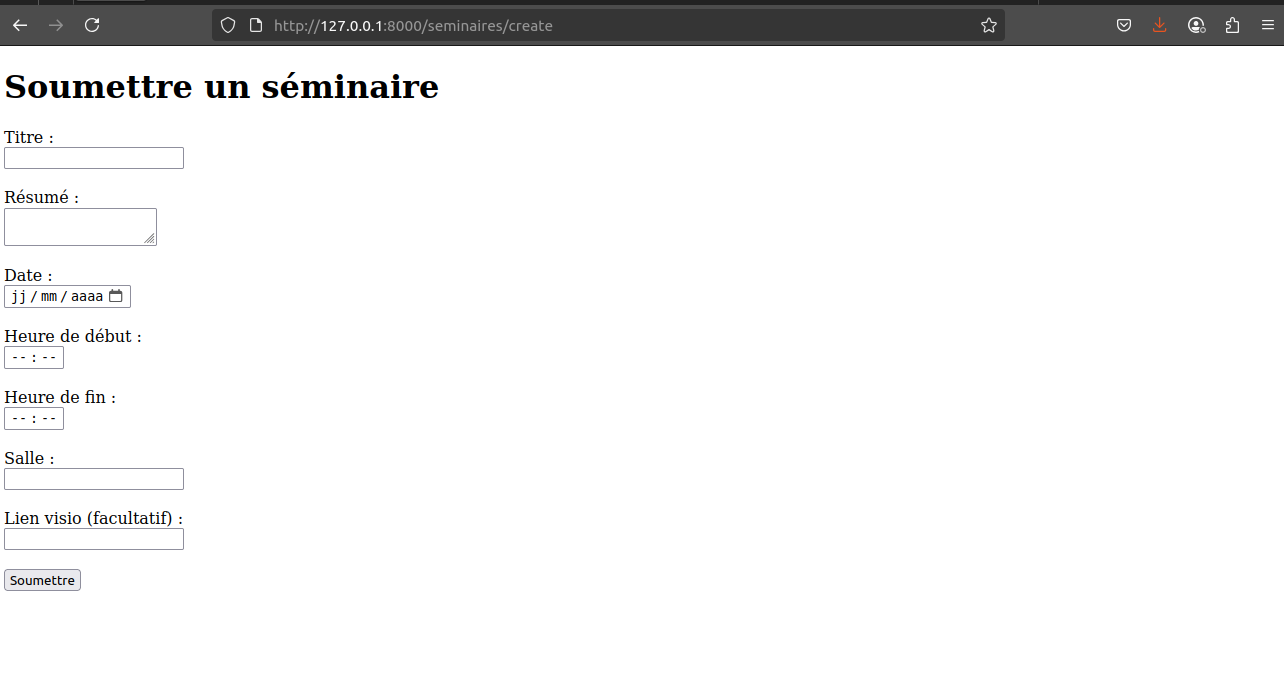 http://127.0.0.1:8000/seminaires/create
Soumettre un séminaire
Titre :
Résumé :
Date :
jj / mm / aaaa
Heure de début :
-- : --
Heure de fin :
-- : --
Salle :
Lien visio (facultatif) :
Soumettre